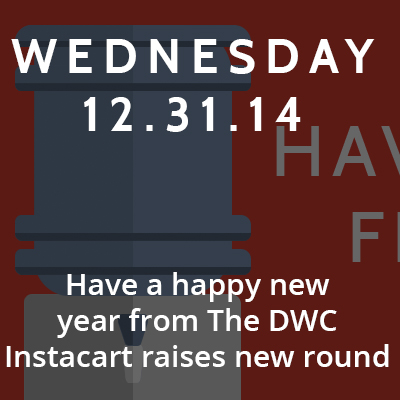 WEDNESDAY
12.31.14
Have a happy new
year from The DWC
Instacart raises new round